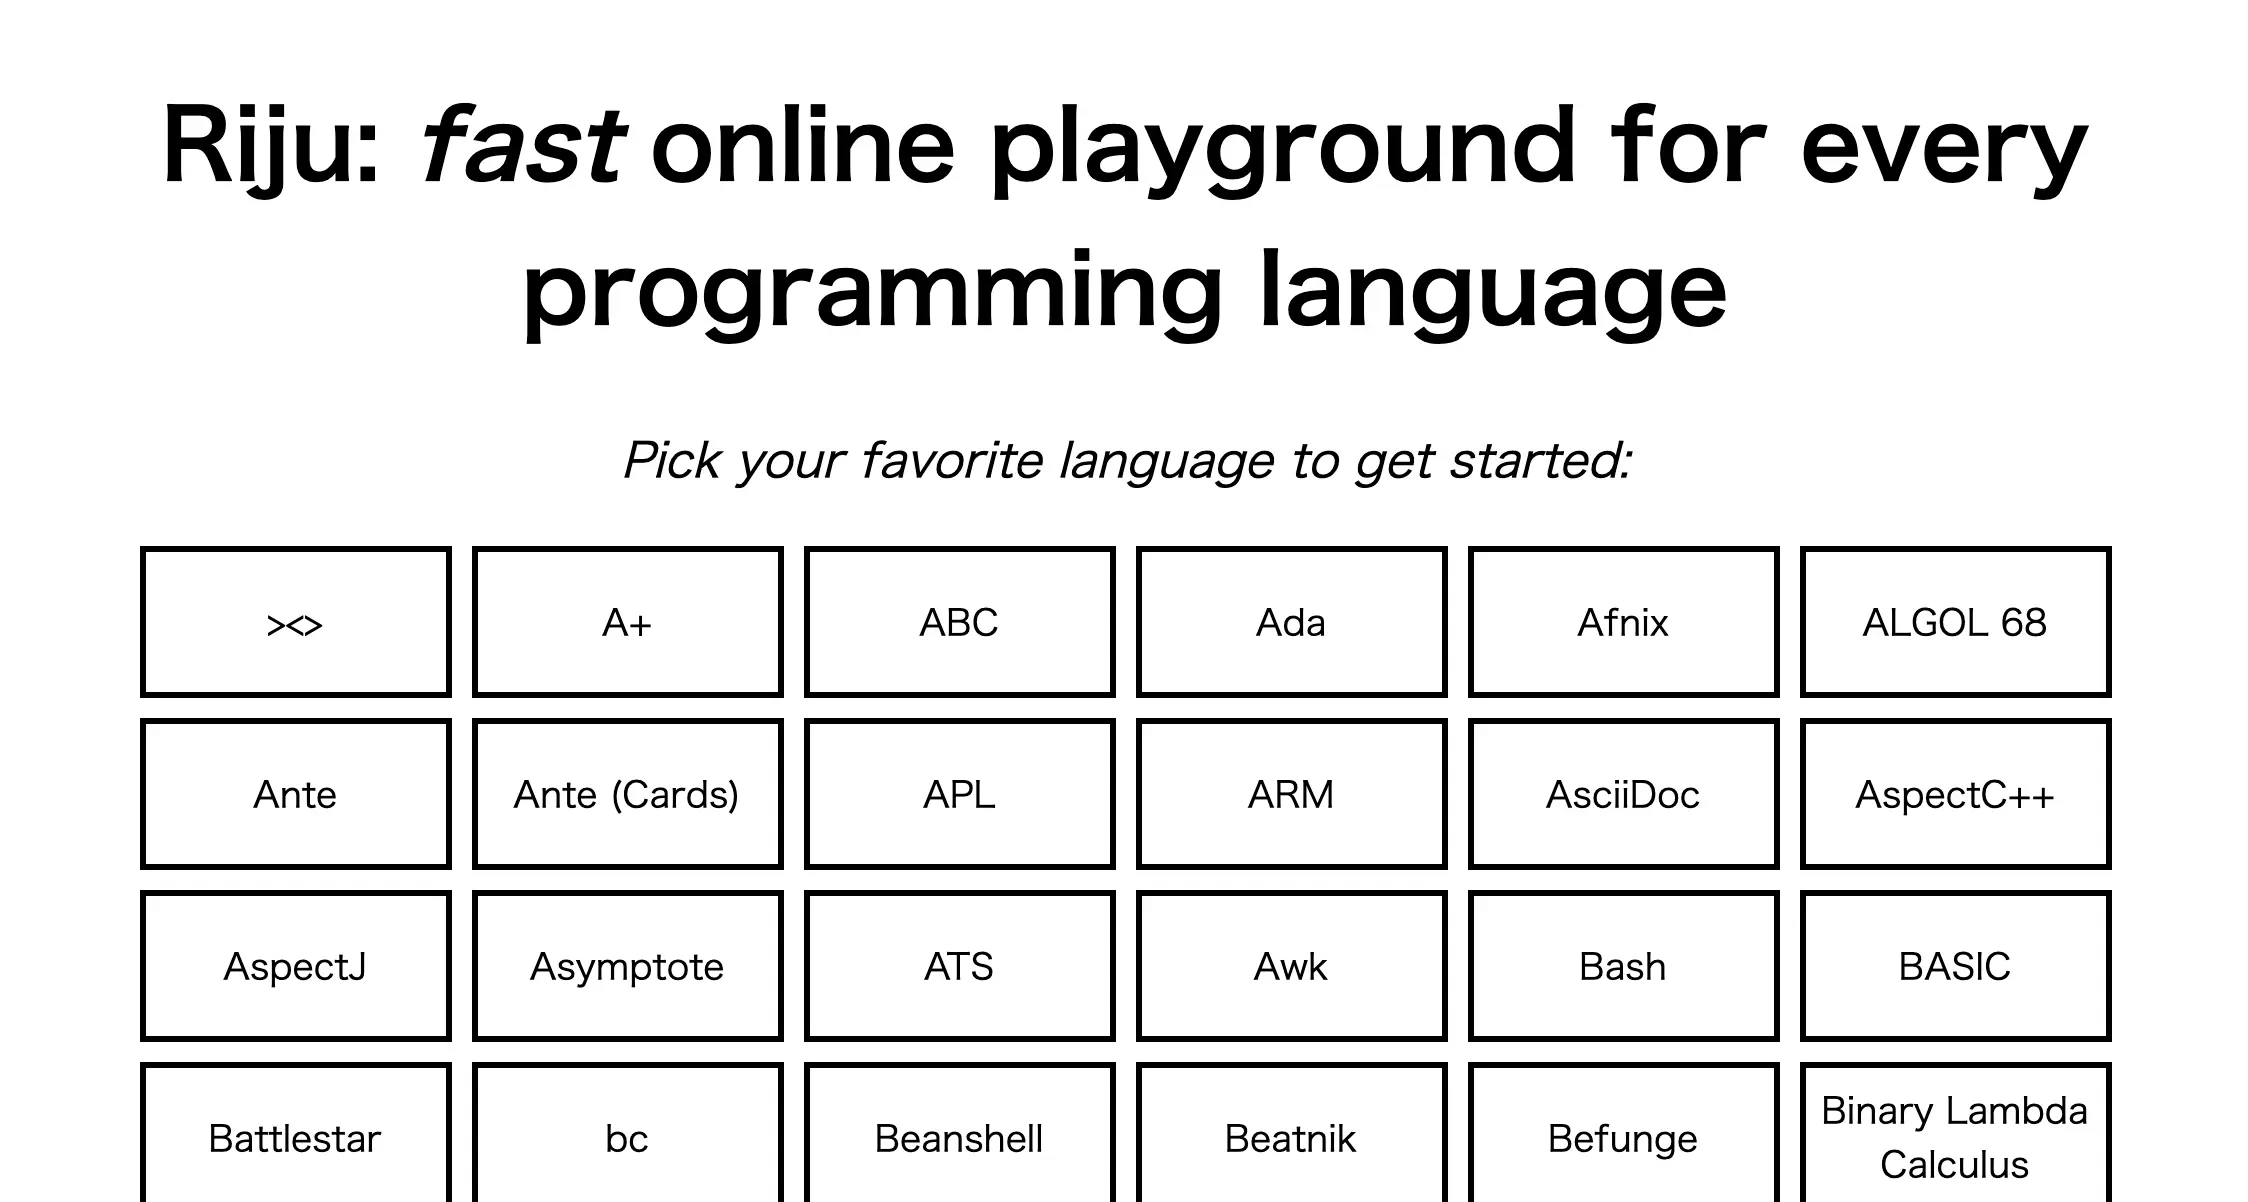 Riju: fast online playground for every
programming language
Pick your favorite language to get started:
><>
A+
ABC
Ada
Afnix
ALGOL 68
Ante
Ante (Cards)
APL
ARM
AsciiDoc
AspectC++
AspectJ
Asymptote
ATS
Awk
Bash
BASIC
Battlestar
bc
Beanshell
Beatnik
Befunge
Binary Lambda
Calculus